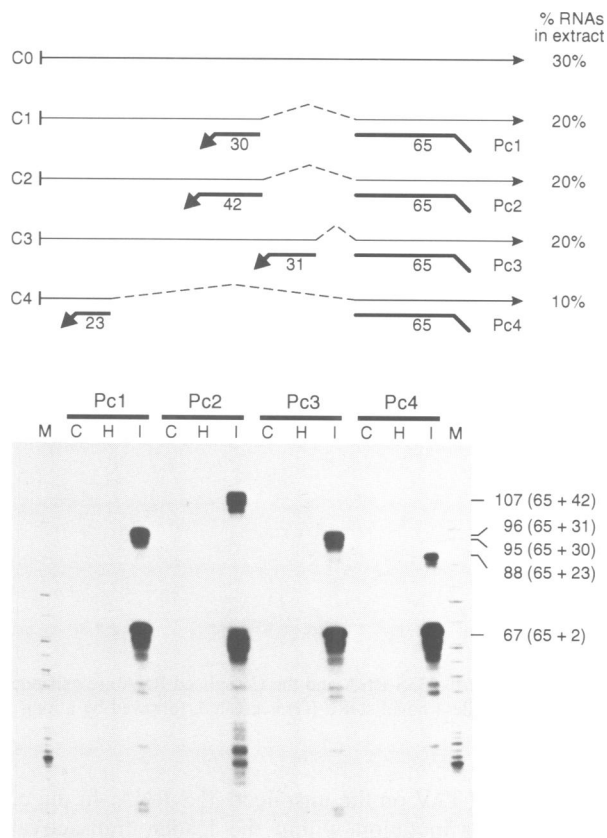 % RNAs
in extract
C0 30%
C1 20%
30 65 Pc1
C2 20%
42 65 Pc2
C3 20%
31 65 Pc3
C4 10%
23 65 Pc4
Pc1 Pc2 Pc3 Pc4
M C H I C H I C H I C H I M
107 (65 + 42)
96 (65 + 31)
95 (65 + 30)
88 (65 + 23)
67 (65 + 2)